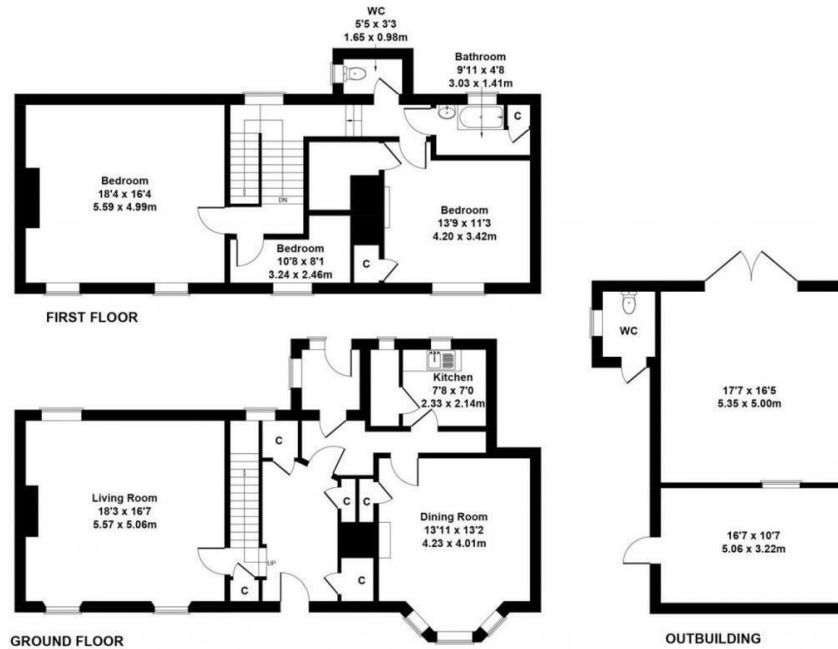 WC
5'5 x 3'3
1.65 x 0.98m
Bathroom
9'11 x 4'8
3.03 x 1.41m
C
Bedroom
18'4 x 16'4
5.59 x 4.99m
DN
Bedroom
13'9 x 11'3
4.20 x 3.42m
Bedroom
10'8 x 8'1
3.24 x 2.46m
C
FIRST FLOOR
Kitchen
7'8 x 7'0
2.33 x 2.14m
C
Living Room
18'3 x 16'7
5.57 x 5.06m
C
C
Dining Room
13'11 x 13'2
4.23 x 4.01m
UP
C
C
GROUND FLOOR
WC
17'7 x 16'5
5.35 x 5.00m
16'7 x 10'7
5.06 x 3.22m
OUTBUILDING